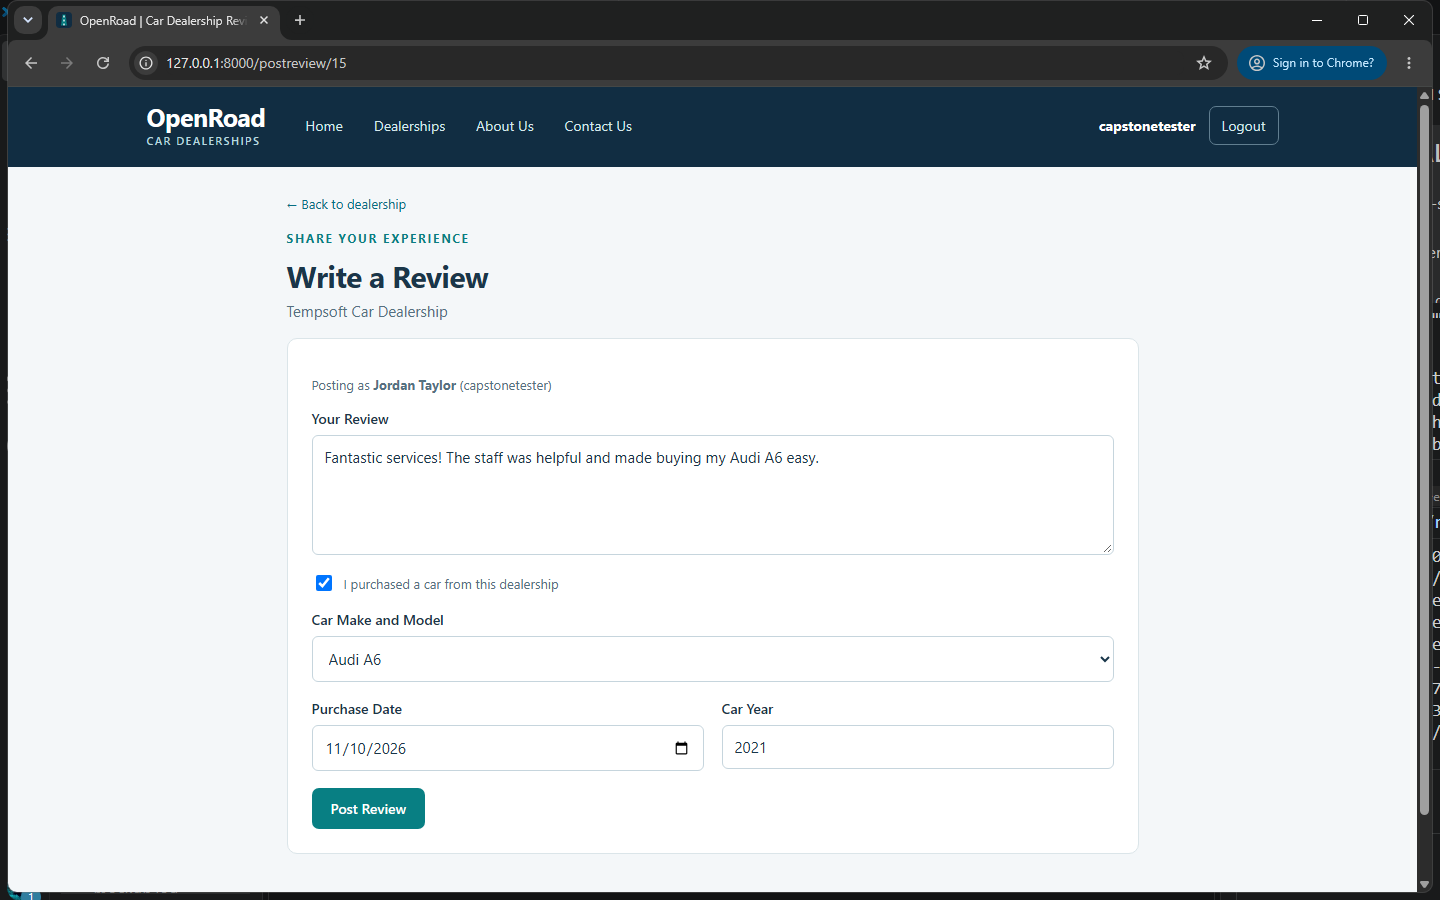 OpenRoad | Car Dealership Rev
127.0.0.1:8000/postreview/15
Sign in to Chrome?
OpenRoad
CAR DEALERSHIPS
Home
Dealerships
About Us
Contact Us
capstonetester
Logout
← Back to dealership
SHARE YOUR EXPERIENCE
Write a Review
Tempsoft Car Dealership
Posting as Jordan Taylor (capstonetester)
Your Review
Fantastic services! The staff was helpful and made buying my Audi A6 easy.
I purchased a car from this dealership
Car Make and Model
Audi A6
Purchase Date
Car Year
11/10/2026
2021
Post Review